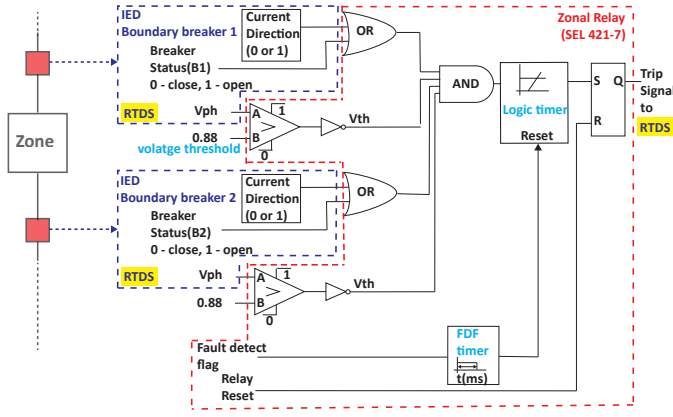 IED
Boundary breaker 1
Current
Direction
(0 or 1)
OR
Zonal Relay
(SEL 421-7)
Breaker
Status(B1)
0 - close, 1 - open
AND
Logic timer
Reset
S
Q
R
Trip
Signal
to
RTDS
RTDS
Vph
A
1
0.88
B
>
0
Vth
volatge threshold
Zone
IED
Boundary breaker 2
Current
Direction
(0 or 1)
OR
Breaker
Status(B2)
0 - close, 1 - open
RTDS
Vph
A
1
0.88
B
>
0
Vth
Fault detect
flag
FDF
timer
t(ms)
Relay
Reset